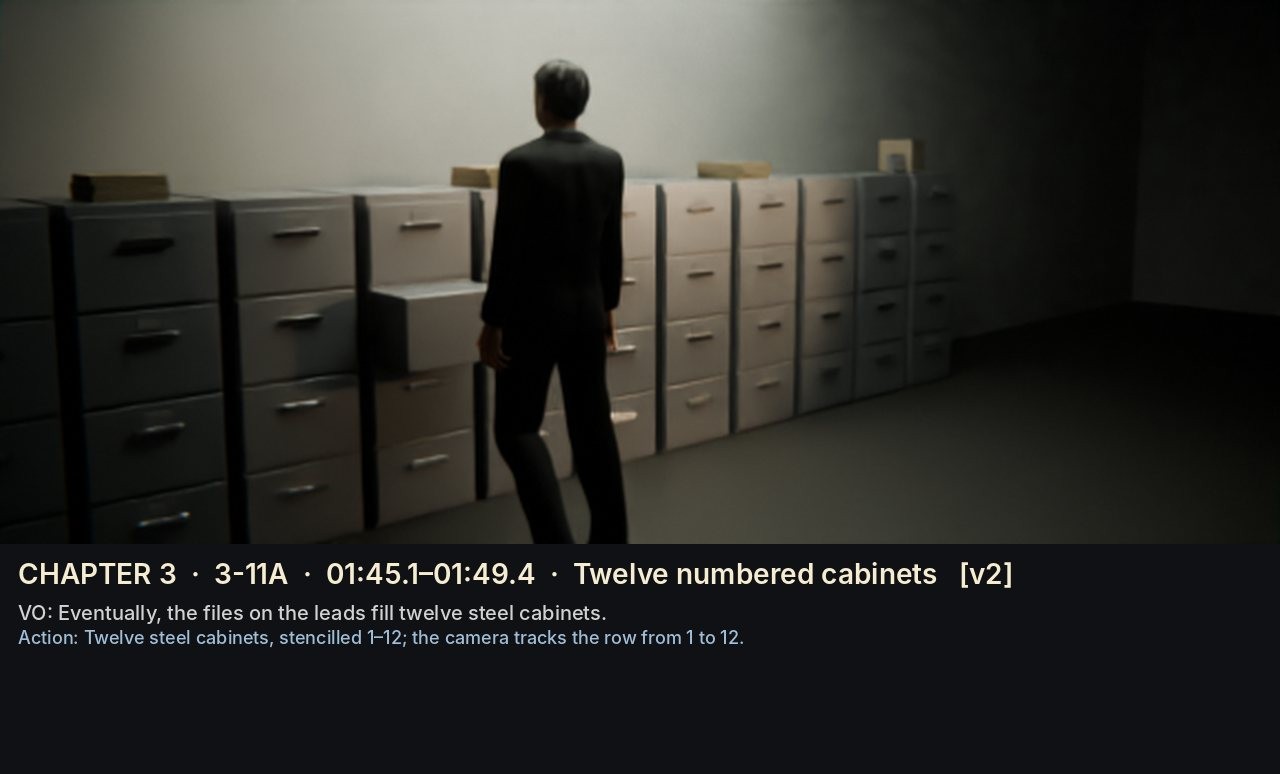 CHAPTER 3 · 3-11A · 01:45.1–01:49.4 · Twelve numbered cabinets [v2]
VO: Eventually, the files on the leads fill twelve steel cabinets.
Action: Twelve steel cabinets, stencilled 1–12; the camera tracks the row from 1 to 12.